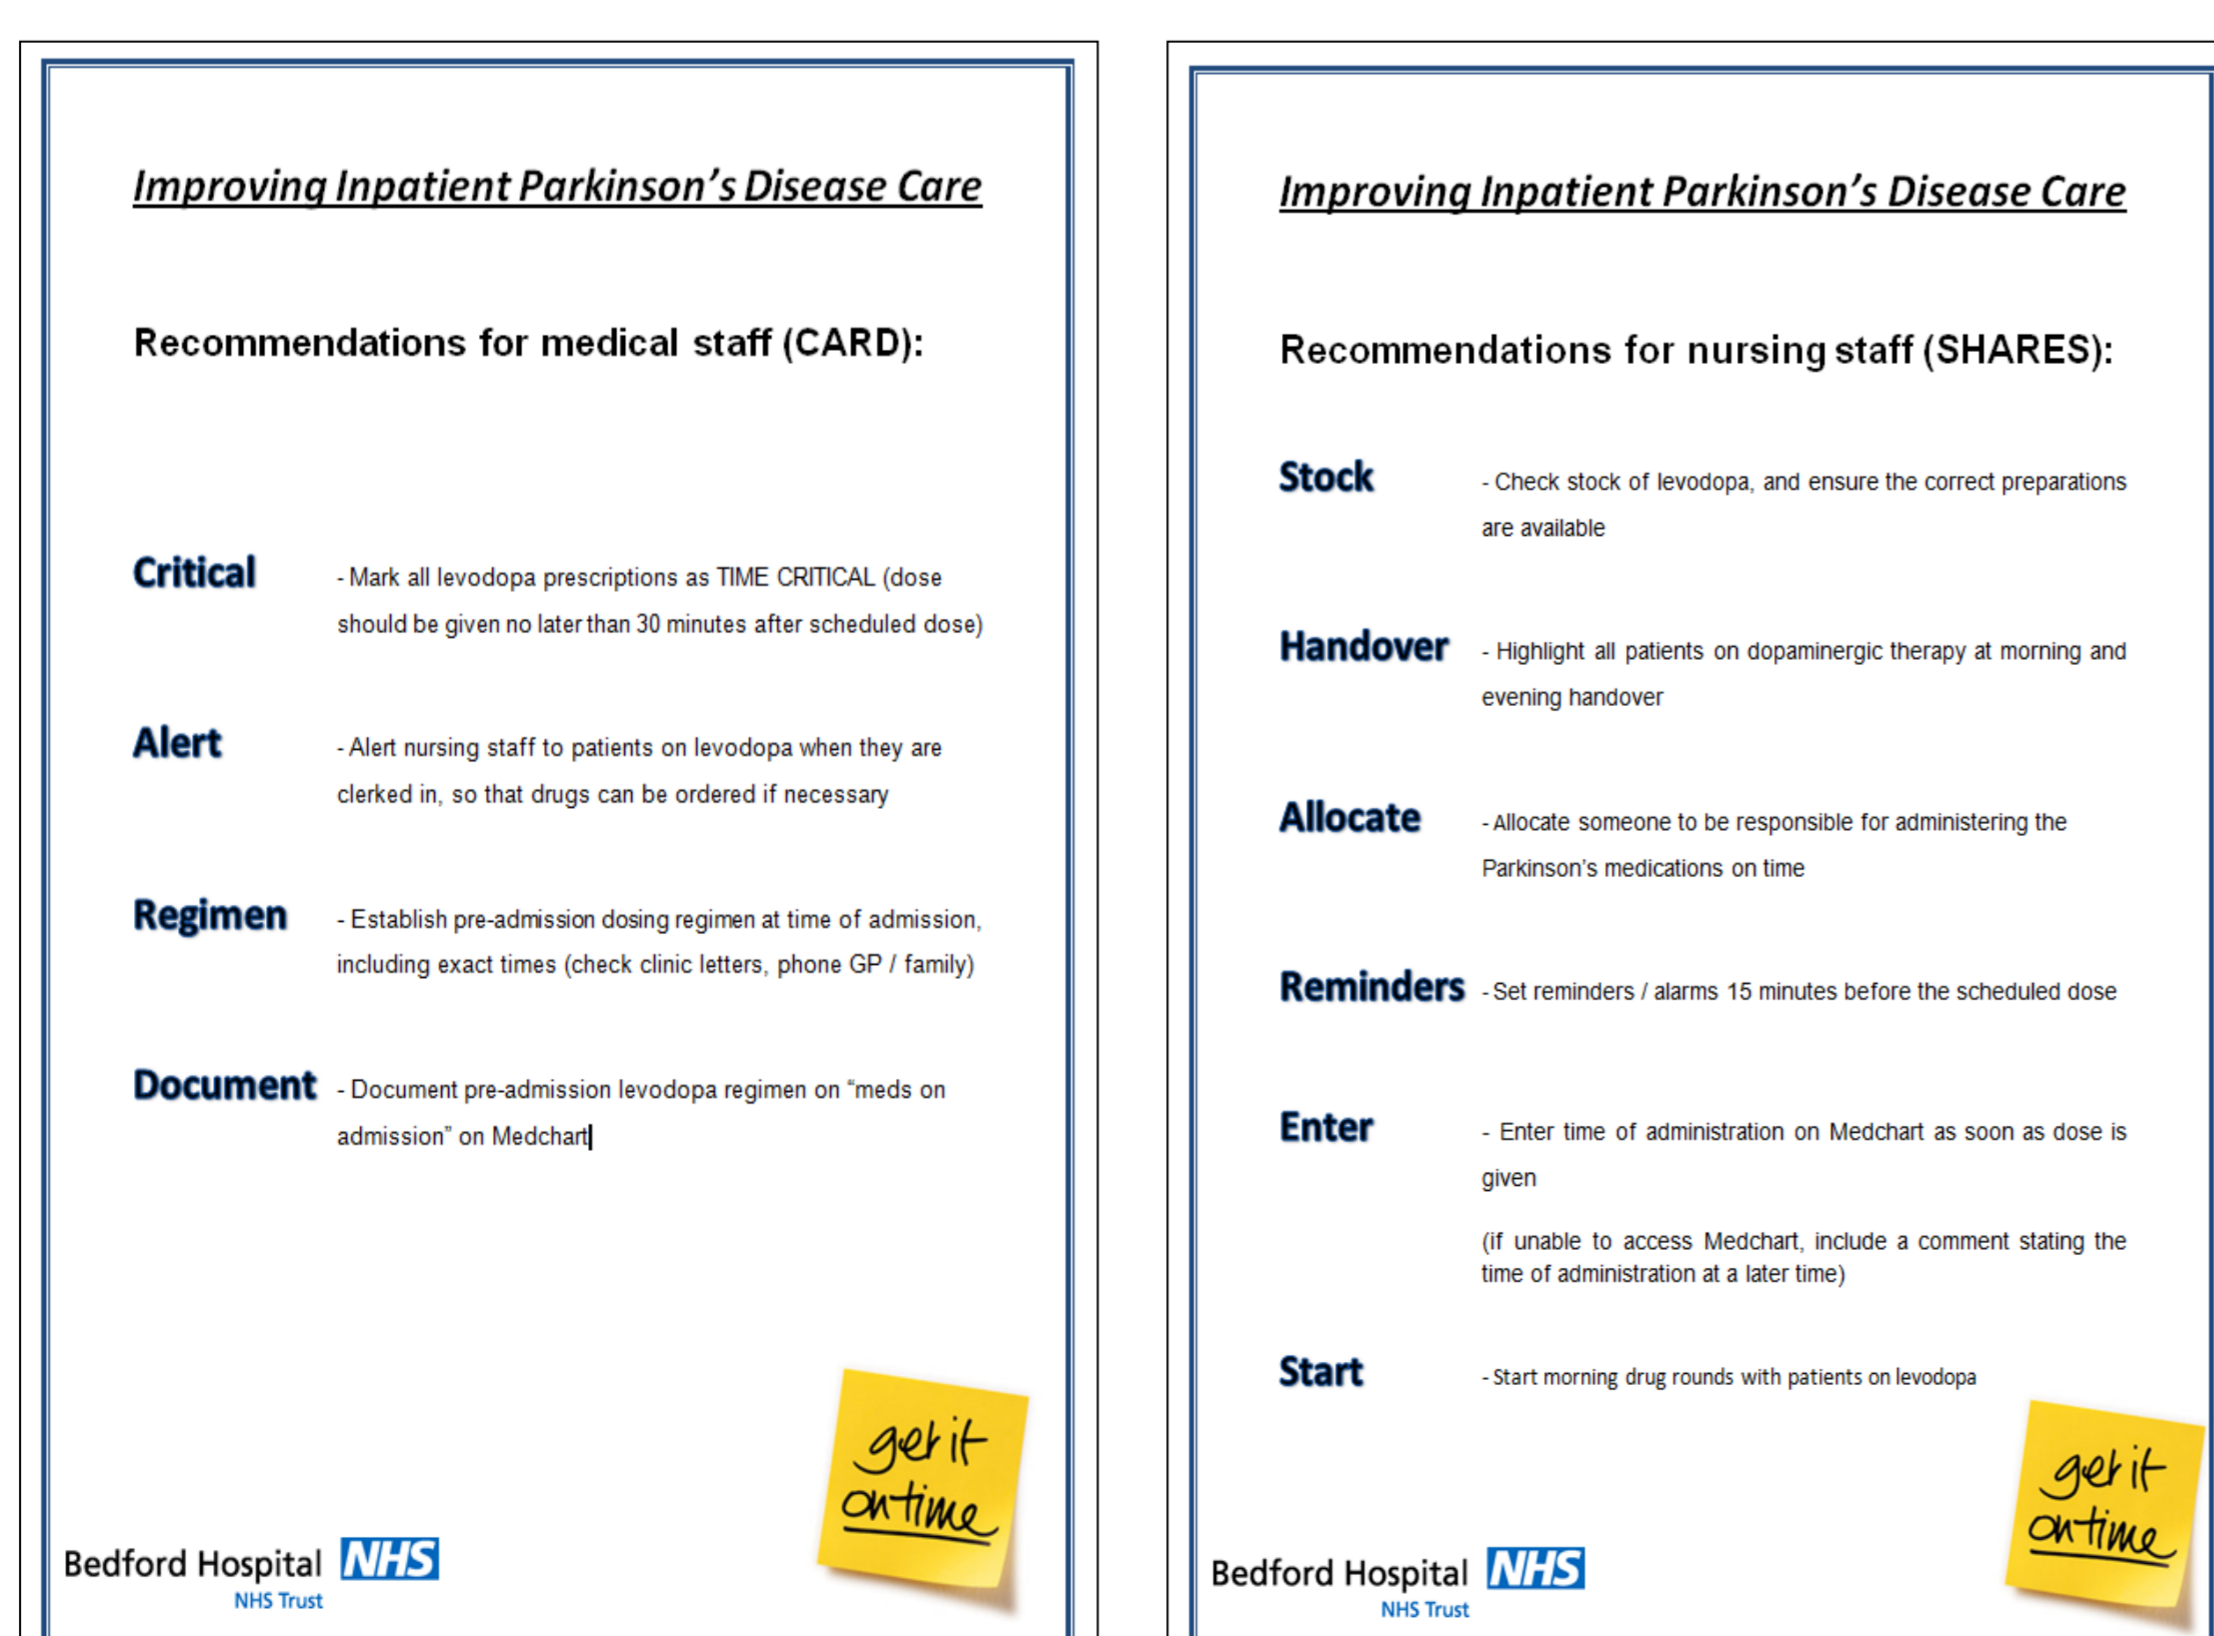 Improving Inpatient Parkinson's Disease Care
Recommendations for medical staff (CARD):
Critical - Mark all levodopa prescriptions as TIME CRITICAL (dose
should be given no later than 30 minutes after scheduled dose)
Alert - Alert nursing staff to patients on levodopa when they are
clerked in, so that drugs can be ordered if necessary
Regimen - Establish pre-admission dosing regimen at time of admission,
including exact times (check clinic letters, phone GP / family)
Document - Document pre-admission levodopa regimen on “meds on
admission” on Medchart
get it
on time
Bedford Hospital NHS
NHS Trust
Improving Inpatient Parkinson's Disease Care
Recommendations for nursing staff (SHARES):
Stock - Check stock of levodopa, and ensure the correct preparations
are available
Handover - Highlight all patients on dopaminergic therapy at morning and
evening handover
Allocate - Allocate someone to be responsible for administering the
Parkinson's medications on time
Reminders - Set reminders / alarms 15 minutes before the scheduled dose
Enter - Enter time of administration on Medchart as soon as dose is
given
(if unable to access Medchart, include a comment stating the
time of administration at a later time)
Start - Start morning drug rounds with patients on levodopa
get it
on time
Bedford Hospital NHS
NHS Trust